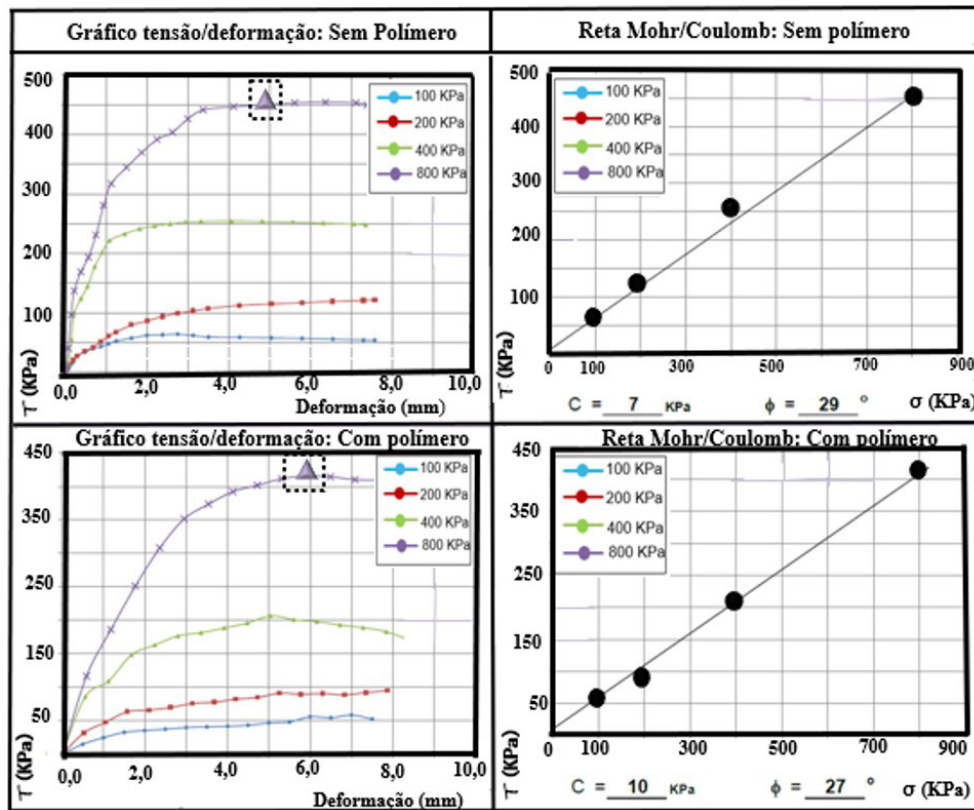 Gráfico tensão/deformação: Sem Polímero
500
400
300
200
100
0,0
2,0
4,0
6,0
8,0
10,0
100 KPa
200 KPa
400 KPa
800 KPa
τ (KPa)
Deformação (mm)
Reta Mohr/Coulomb: Sem polímero
500
400
300
200
100
0
100
300
500
700
900
100 KPa
200 KPa
400 KPa
800 KPa
τ (KPa)
C = 7 KPa ϕ = 29 º σ (KPa)
Gráfico tensão/deformação: Com polímero
450
350
250
150
50
0,0
2,0
4,0
6,0
8,0
10,0
100 KPa
200 KPa
400 KPa
800 KPa
τ (KPa)
Deformação (mm)
Reta Mohr/Coulomb: Com polímero
450
350
250
150
50
0
100
300
500
700
900
100 KPa
200 KPa
400 KPa
800 KPa
τ (KPa)
C = 10 KPa ϕ = 27 º σ (KPa)